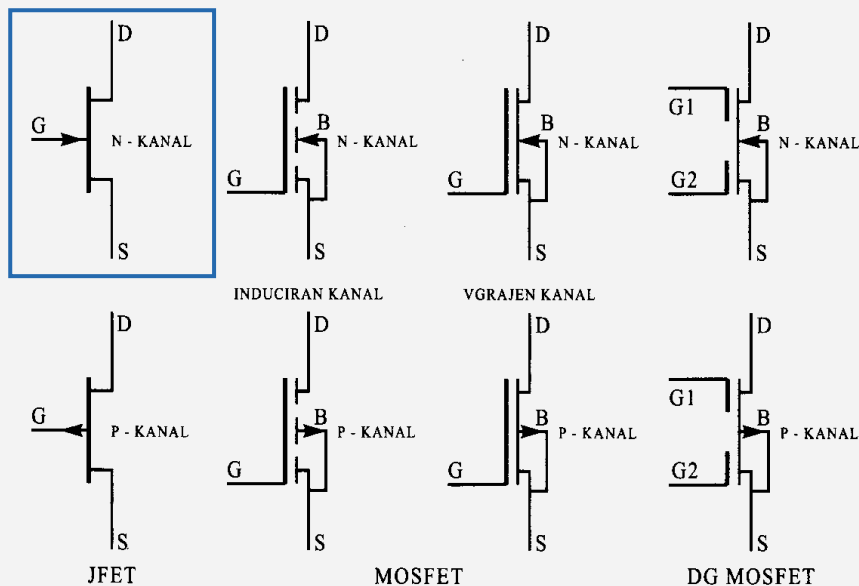 D D D D
G N - KANAL B N - KANAL B N - KANAL G1 B N - KANAL
G G G2
S S S S
INDUCIRAN KANAL VGRAJEN KANAL
D D D D
G P - KANAL B P - KANAL B P - KANAL G1 B P - KANAL
G G G2
S S S S
JFET MOSFET DG MOSFET